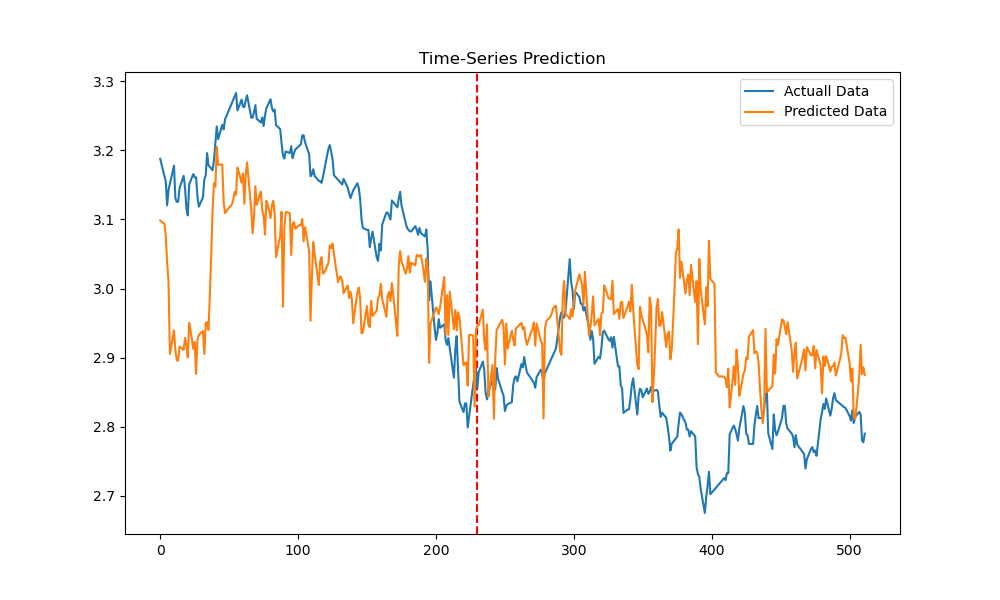 Time-Series Prediction
Actuall Data
Predicted Data
3.3
3.2
3.1
3.0
2.9
2.8
2.7
0 100 200 300 400 500